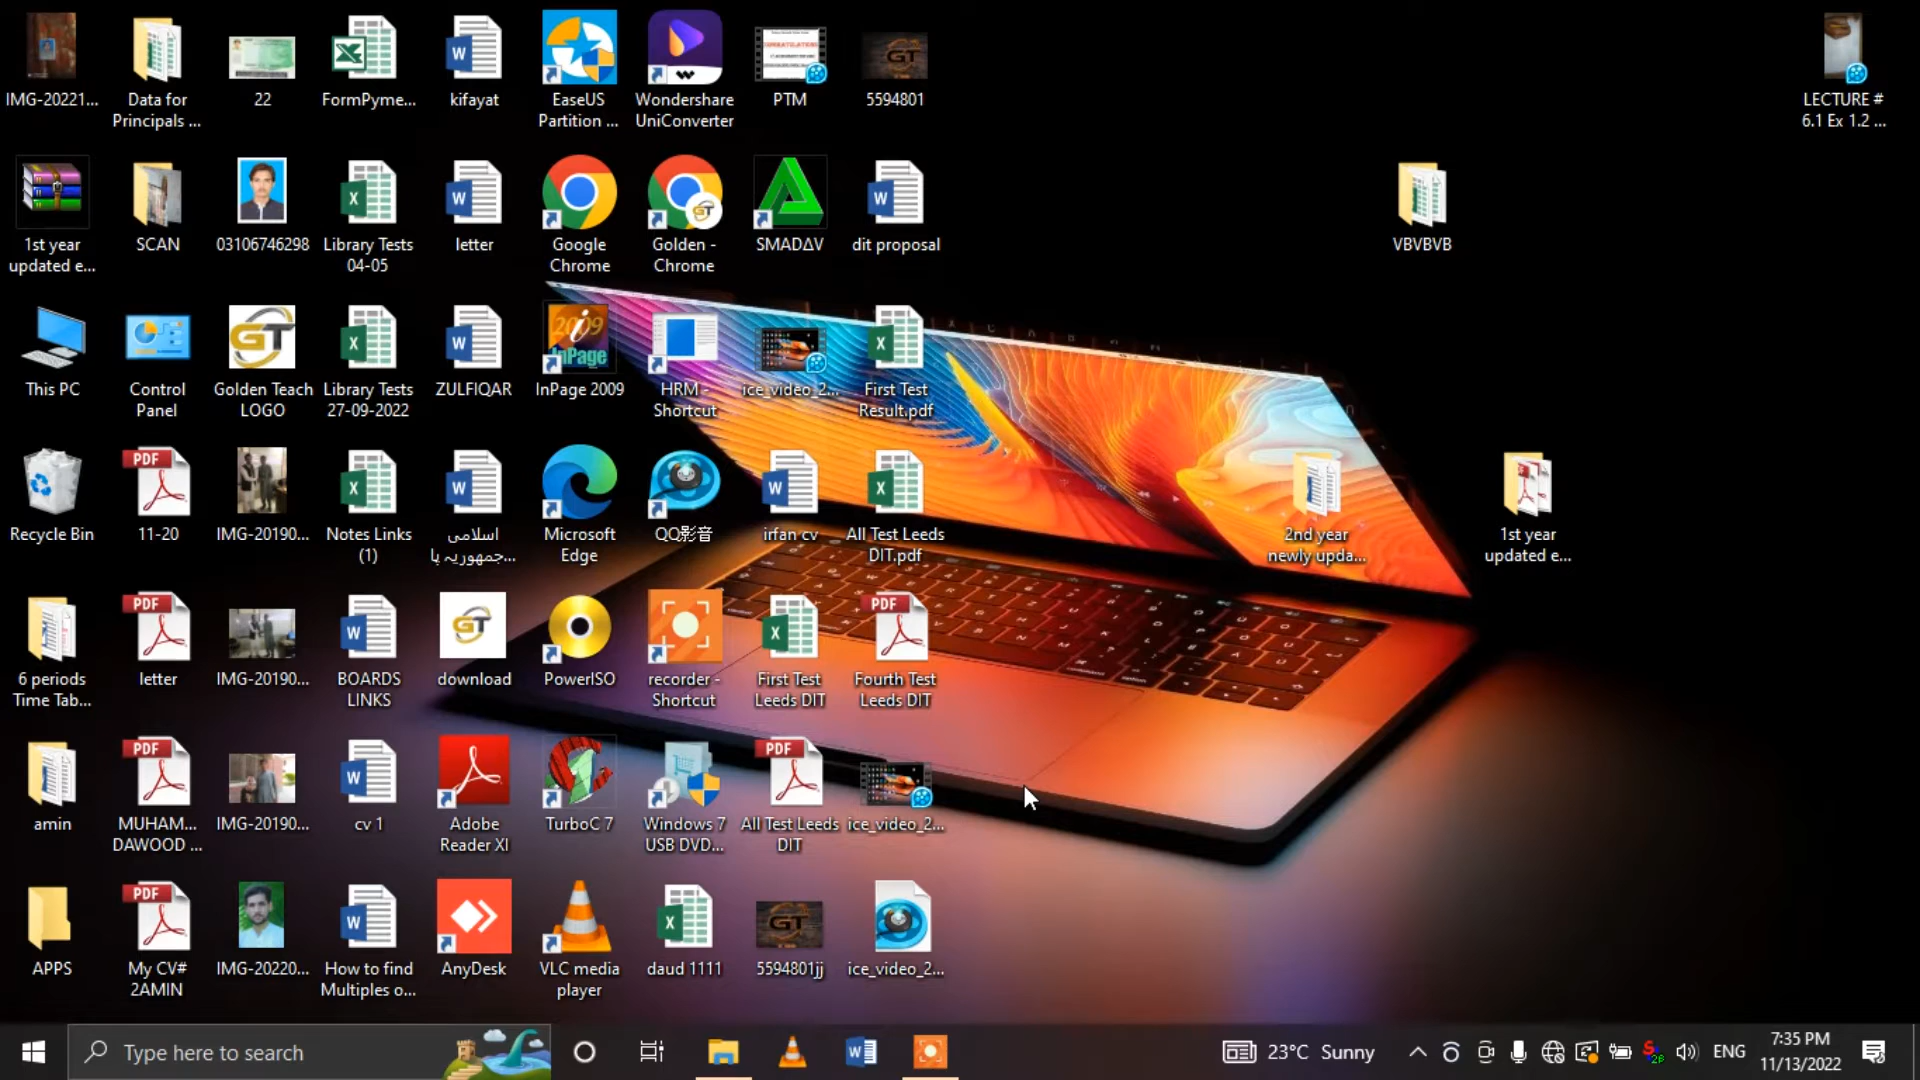 IMG-20221...
Data for
Principals ...
22
FormPyme...
kifayat
EaseUS
Partition ...
Wondershare
UniConverter
PTM
5594801
LECTURE #
6.1 Ex 1.2 ...
1st year
updated e...
SCAN
03106746298
Library Tests
04-05
letter
Google
Chrome
Golden -
Chrome
SMADΔV
dit proposal
VBVBVB
This PC
Control
Panel
Golden Teach
LOGO
Library Tests
27-09-2022
ZULFIQAR
InPage 2009
HRM -
Shortcut
ice_video_2...
First Test
Result.pdf
Recycle Bin
11-20
IMG-20190...
Notes Links
(1)
اسلامی
جمهوریہ پا...
Microsoft
Edge
QQ影音
irfan cv
All Test Leeds
DIT.pdf
2nd year
newly upda...
1st year
updated e...
6 periods
Time Tab...
letter
IMG-20190...
BOARDS
LINKS
download
PowerISO
recorder -
Shortcut
First Test
Leeds DIT
Fourth Test
Leeds DIT
amin
MUHAM...
DAWOOD ...
IMG-20190...
cv 1
Adobe
Reader XI
TurboC 7
Windows 7
USB DVD...
All Test Leeds
DIT
ice_video_2...
APPS
My CV#
2AMIN
IMG-20220...
How to find
Multiples o...
AnyDesk
VLC media
player
daud 1111
5594801jj
ice_video_2...
Type here to search
23°C Sunny
ENG
7:35 PM
11/13/2022